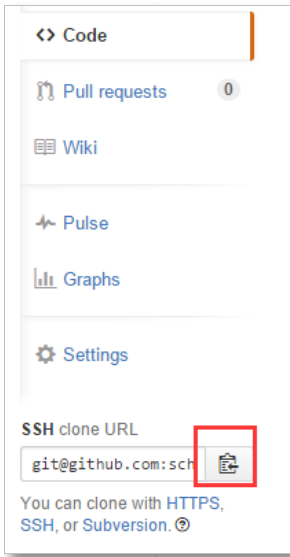 Code
Pull requests 0
Wiki
Pulse
Graphs
Settings
SSH clone URL
git@github.com:sch
You can clone with HTTPS,
SSH, or Subversion.